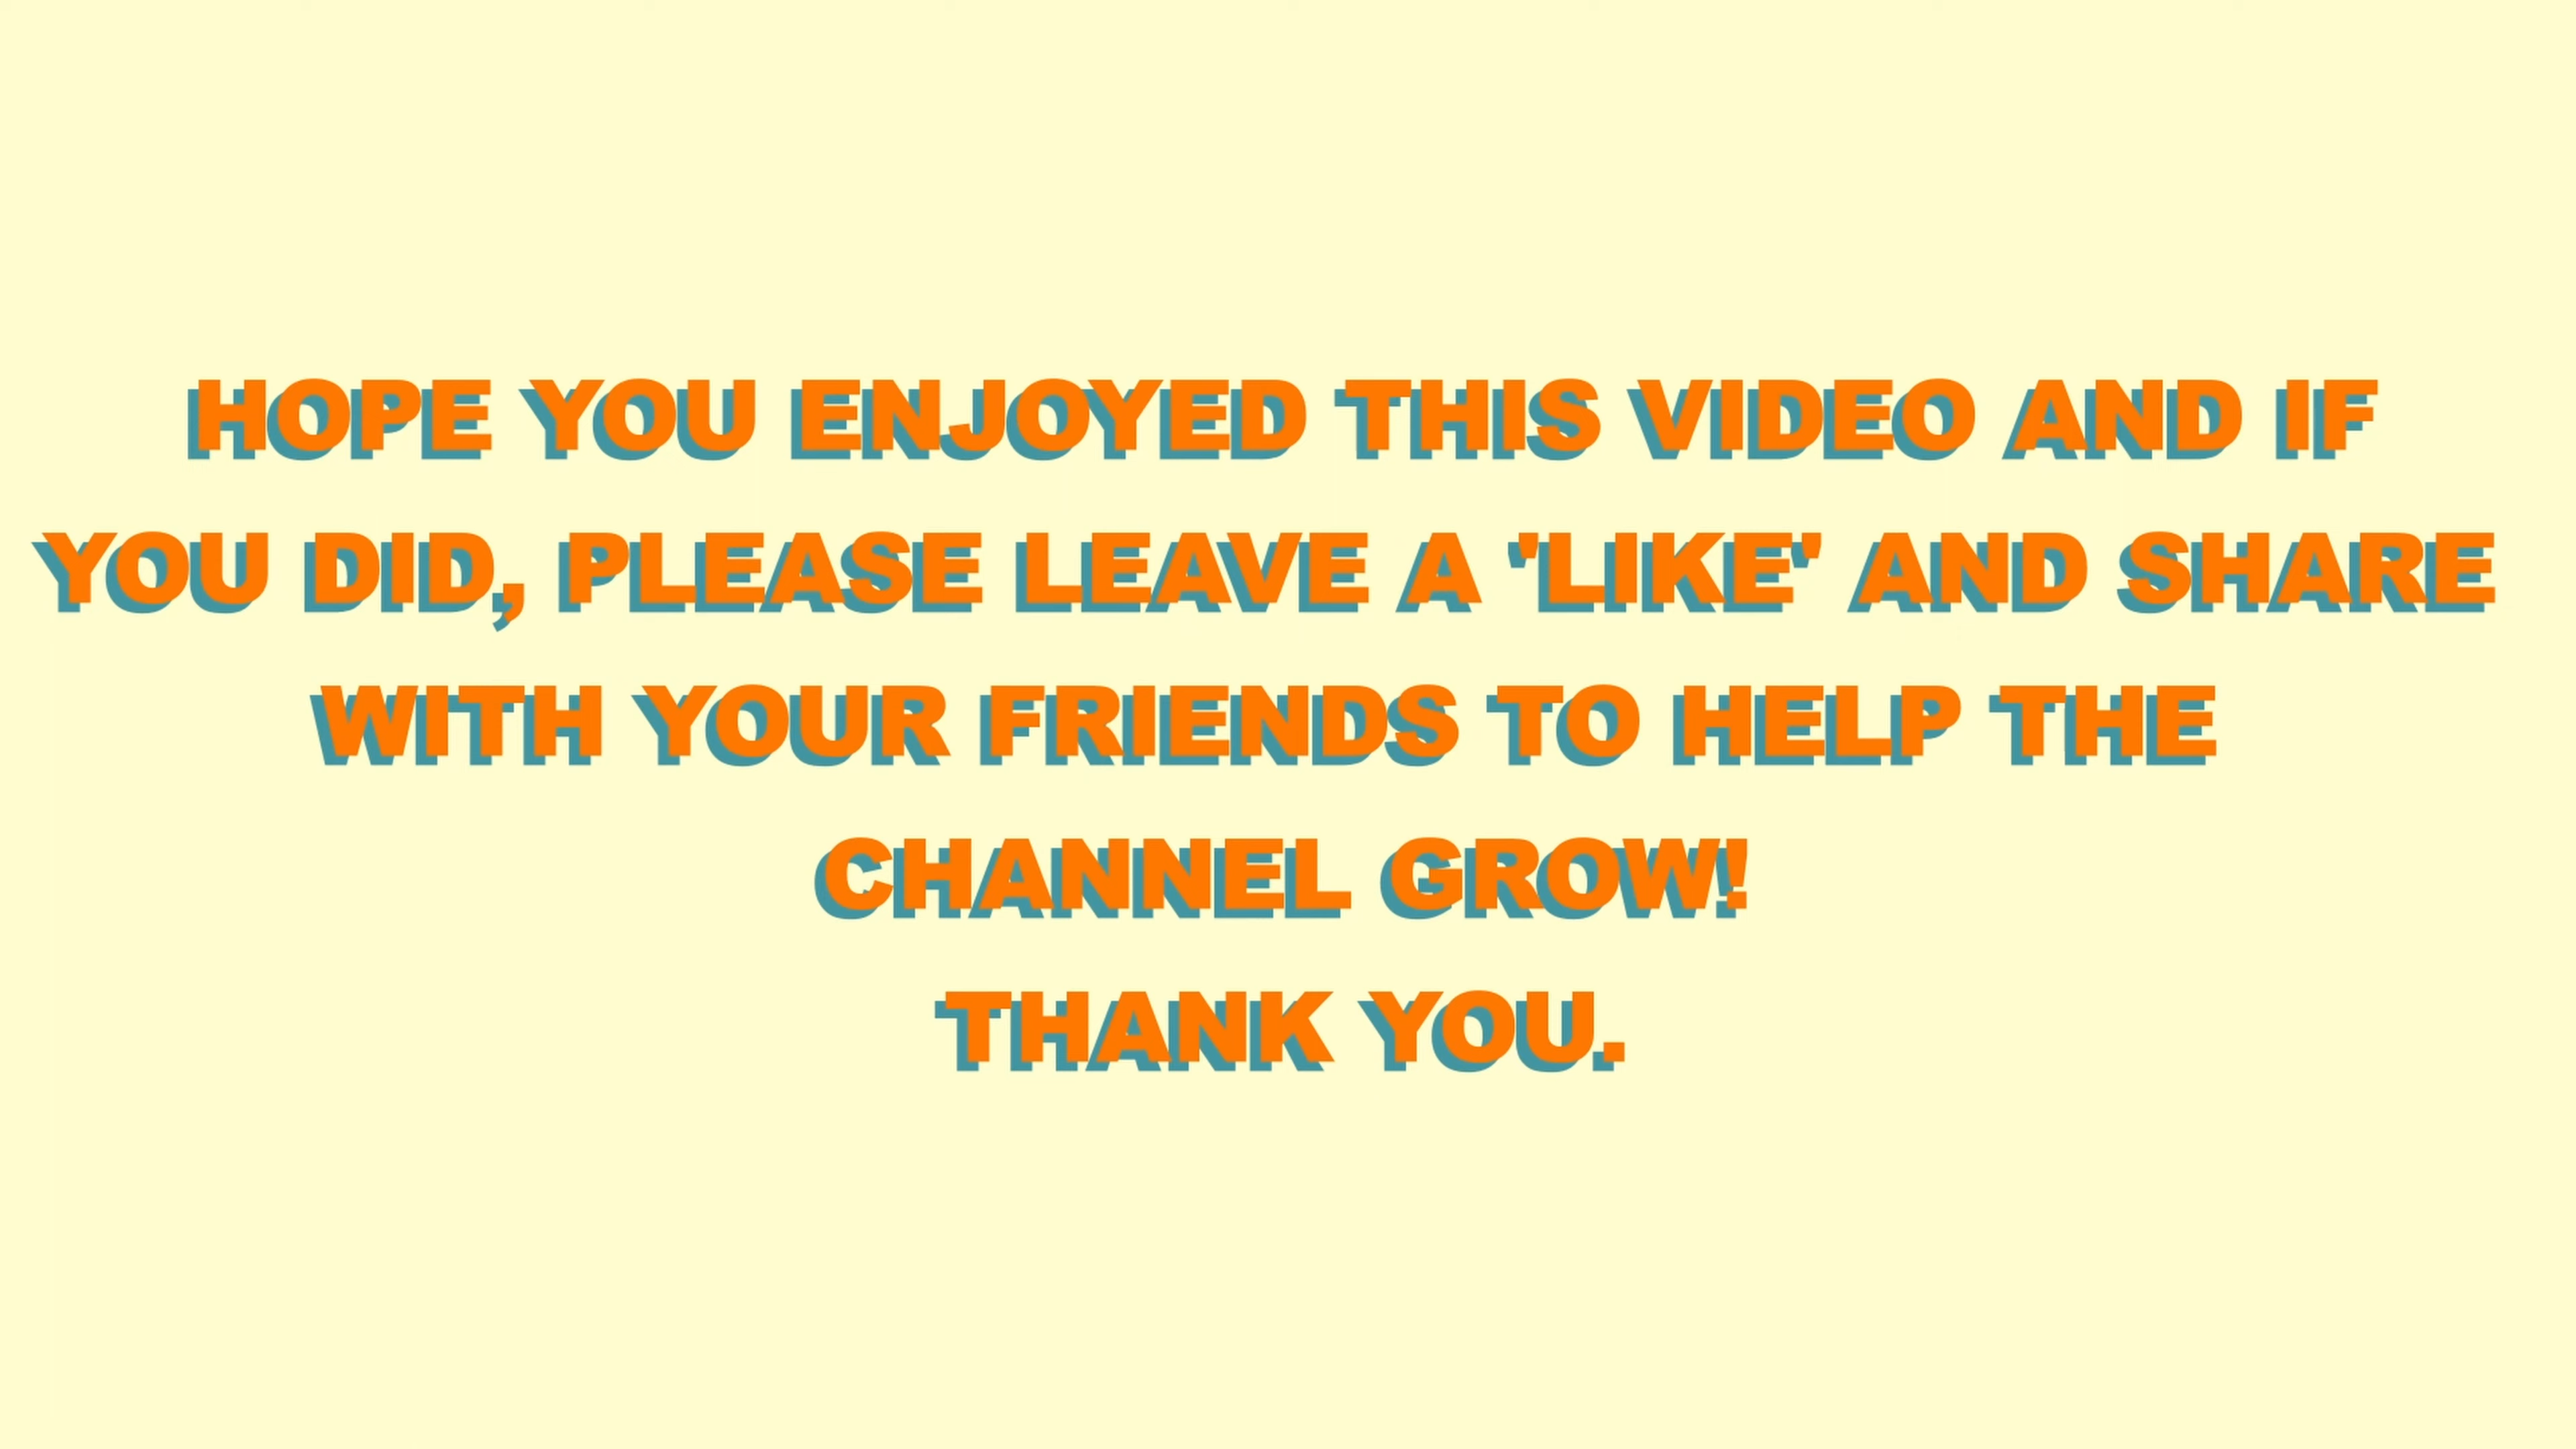 HOPE YOU ENJOYED THIS VIDEO AND IF
YOU DID, PLEASE LEAVE A 'LIKE' AND SHARE
WITH YOUR FRIENDS TO HELP THE
CHANNEL GROW!
THANK YOU.